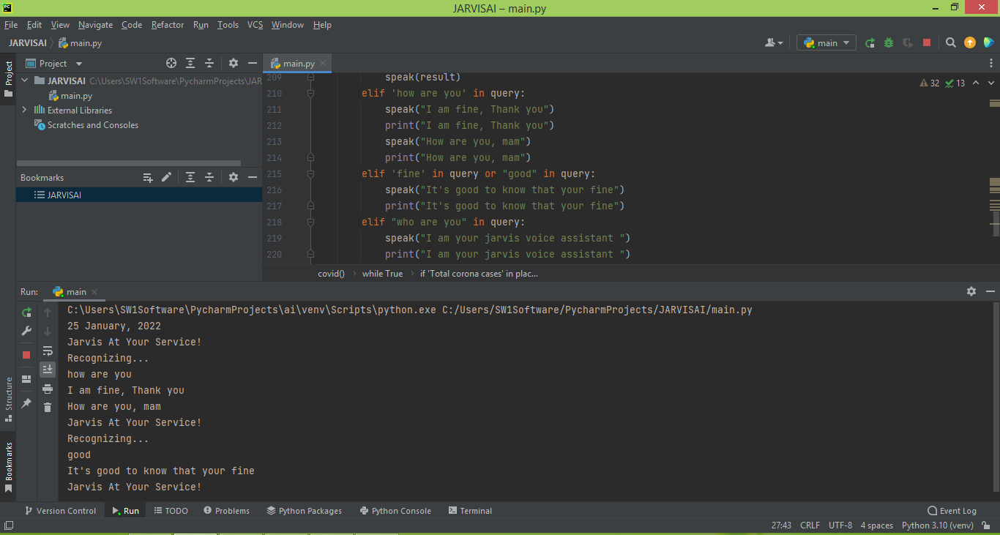 PC
JARVISAI – main.py
File Edit View Navigate Code Refactor Run Tools VCS Window Help
JARVISAI main.py
main
Project
Project
main.py
JARVISAI C:\Users\SW1Software\PycharmProjects\JAR
main.py
External Libraries
Scratches and Consoles
Bookmarks
JARVISAI
32 13
209 speak(result)
210 elif 'how are you' in query:
211 speak("I am fine, Thank you")
212 print("I am fine, Thank you")
213 speak("How are you, mam")
214 print("How are you, mam")
215 elif 'fine' in query or "good" in query:
216 speak("It's good to know that your fine")
217 print("It's good to know that your fine")
218 elif "who are you" in query:
219 speak("I am your jarvis voice assistant ")
220 print("I am your jarvis voice assistant ")
covid() while True if 'Total corona cases' in plac...
Run: main
C:\Users\SW1Software\PycharmProjects\ai\venv\Scripts\python.exe C:/Users/SW1Software/PycharmProjects/JARVISAI/main.py
25 January, 2022
Jarvis At Your Service!
Recognizing...
how are you
I am fine, Thank you
How are you, mam
Jarvis At Your Service!
Recognizing...
good
It's good to know that your fine
Jarvis At Your Service!
Structure
Bookmarks
Version Control Run TODO Problems Python Packages Python Console Terminal Event Log
27:43 CRLF UTF-8 4 spaces Python 3.10 (venv)